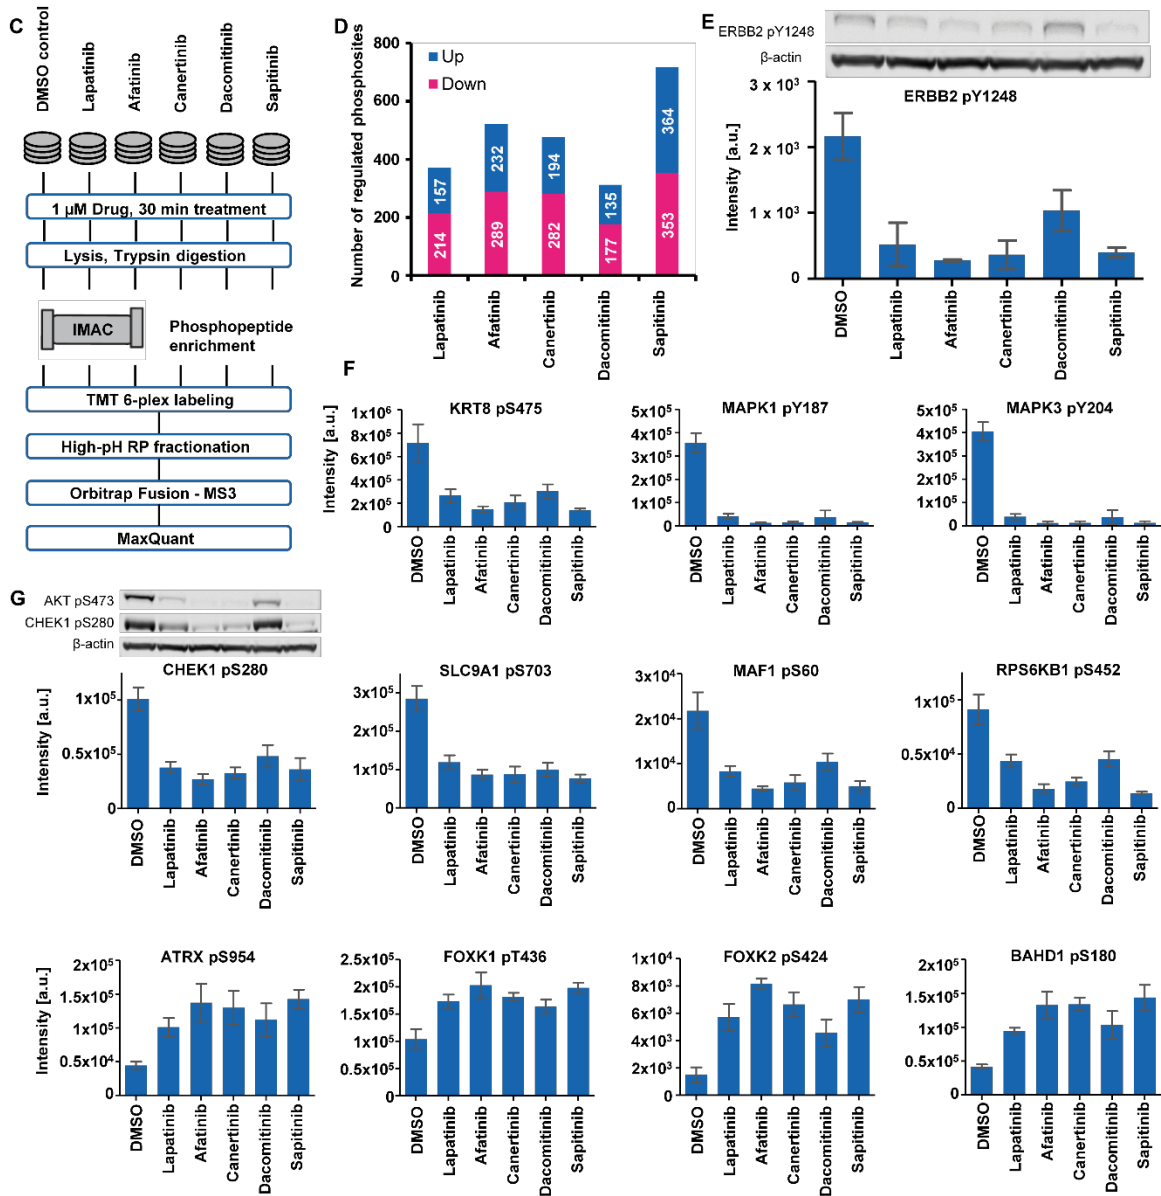 C
DMSO control
Lapatinib
Afatinib
Canertinib
Dacomitinib
Sapitinib
1 µM Drug, 30 min treatment
Lysis, Trypsin digestion
IMAC
Phosphopeptide
enrichment
TMT 6-plex labeling
High-pH RP fractionation
Orbitrap Fusion - MS3
MaxQuant
D
Number of regulated phosphosites
800
600
400
200
0
Up
Down
157
214
232
289
194
282
135
177
364
353
Lapatinib
Afatinib
Canertinib
Dacomitinib
Sapitinib
E
ERBB2 pY1248
β-actin
ERBB2 pY1248
Intensity [a.u.]
2 x 10³
1 x 10³
0
DMSO
Lapatinib
Afatinib
Canertinib
Dacomitinib
Sapitinib
F
KRT8 pS475
Intensity [a.u.]
1x10⁶
8x10⁵
6x10⁵
4x10⁵
2x10⁵
0
DMSO
Lapatinib
Afatinib
Canertinib
Dacomitinib
Sapitinib
MAPK1 pY187
5x10⁵
4x10⁵
3x10⁵
2x10⁵
1x10⁵
0
DMSO
Lapatinib
Afatinib
Canertinib
Dacomitinib
Sapitinib
MAPK3 pY204
5x10⁵
4x10⁵
3x10⁵
2x10⁵
1x10⁵
0
DMSO
Lapatinib
Afatinib
Canertinib
Dacomitinib
Sapitinib
G
AKT pS473
CHEK1 pS280
β-actin
CHEK1 pS280
Intensity [a.u.]
1x10⁵
0.5x10⁵
0
DMSO
Lapatinib
Afatinib
Canertinib
Dacomitinib
Sapitinib
SLC9A1 pS703
3x10⁵
2x10⁵
1x10⁵
0
DMSO
Lapatinib
Afatinib
Canertinib
Dacomitinib
Sapitinib
MAF1 pS60
2x10⁴
2x10⁴
1x10⁴
1x10⁴
0
DMSO
Lapatinib
Afatinib
Canertinib
Dacomitinib
Sapitinib
RPS6KB1 pS452
1x10⁵
0.5x10⁴
0
DMSO
Lapatinib
Afatinib
Canertinib
Dacomitinib
Sapitinib
ATRX pS954
Intensity [a.u.]
2x10⁵
1.5x10⁵
1x10⁵
0.5x10⁴
0
DMSO
Lapatinib
Afatinib
Canertinib
Dacomitinib
Sapitinib
FOXK1 pT436
2.5x10⁵
2x10⁵
1.5x10⁵
1x10⁵
0.5x10⁵
0
DMSO
Lapatinib
Afatinib
Canertinib
Dacomitinib
Sapitinib
FOXK2 pS424
1x10⁴
8x10³
6x10³
4x10³
2x10³
0
DMSO
Lapatinib
Afatinib
Canertinib
Dacomitinib
Sapitinib
BAHD1 pS180
2x10⁵
1.5x10⁵
1x10⁵
0.5x10⁵
0
DMSO
Lapatinib
Afatinib
Canertinib
Dacomitinib
Sapitinib